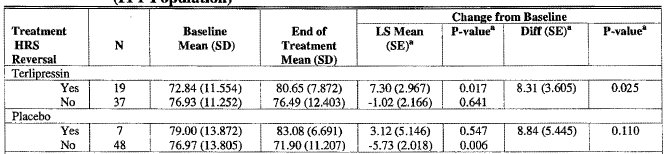 (ITT Population)
Change from Baseline
Treatment HRS Reversal N Baseline Mean (SD) End of Treatment Mean (SD) LS Mean (SE)a P-valuea Diff (SE)a P-valuea
Terlipressin
Yes 19 72.84 (11.554) 80.65 (7.872) 7.30 (2.967) 0.017 8.31 (3.605) 0.025
No 37 76.93 (11.252) 76.49 (12.403) -1.02 (2.166) 0.641
Placebo
Yes 7 79.00 (13.872) 83.08 (6.691) 3.12 (5.146) 0.547 8.84 (5.445) 0.110
No 48 76.97 (13.805) 71.90 (11.207) -5.73 (2.018) 0.006